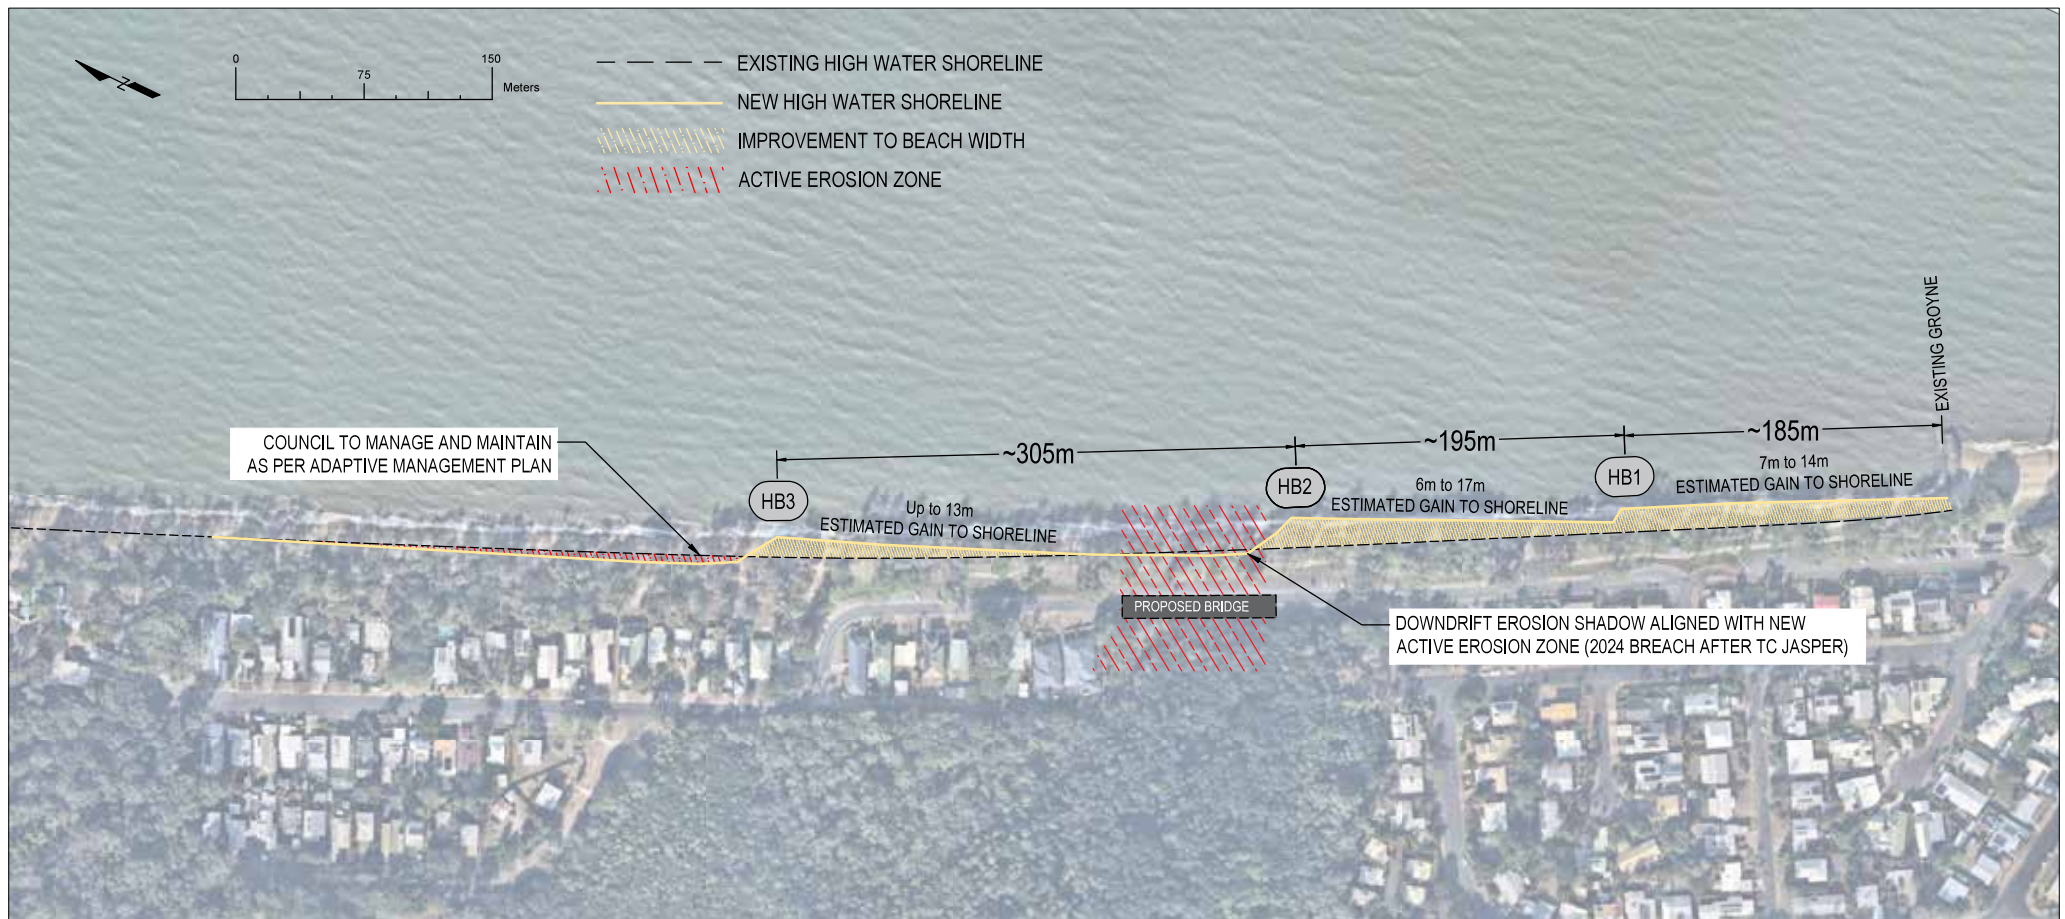 0
75
150
Meters
N
EXISTING HIGH WATER SHORELINE
NEW HIGH WATER SHORELINE
IMPROVEMENT TO BEACH WIDTH
ACTIVE EROSION ZONE
EXISTING GROYNE
~305m
~195m
~185m
COUNCIL TO MANAGE AND MAINTAIN
AS PER ADAPTIVE MANAGEMENT PLAN
HB3
Up to 13m
ESTIMATED GAIN TO SHORELINE
HB2
6m to 17m
ESTIMATED GAIN TO SHORELINE
HB1
7m to 14m
ESTIMATED GAIN TO SHORELINE
PROPOSED BRIDGE
DOWNDRIFT EROSION SHADOW ALIGNED WITH NEW
ACTIVE EROSION ZONE (2024 BREACH AFTER TC JASPER)